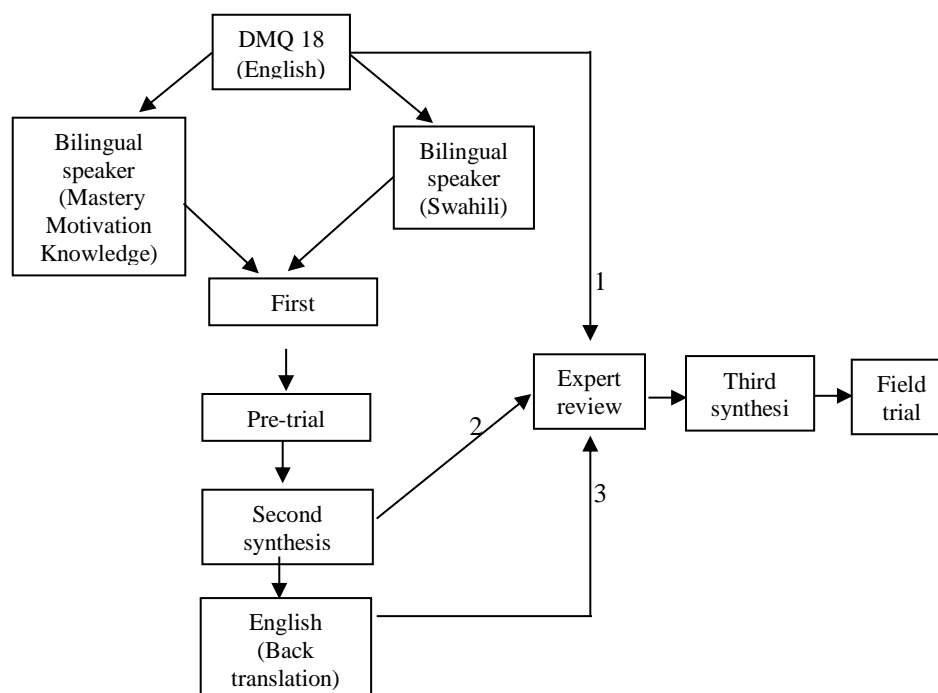 DMQ 18
(English)
Bilingual
speaker
(Mastery
Motivation
Knowledge)
Bilingual
speaker
(Swahili)
First
1
Pre-trial
Expert
review
Third
synthesi
Field
trial
2
3
Second
synthesis
English
(Back
translation)